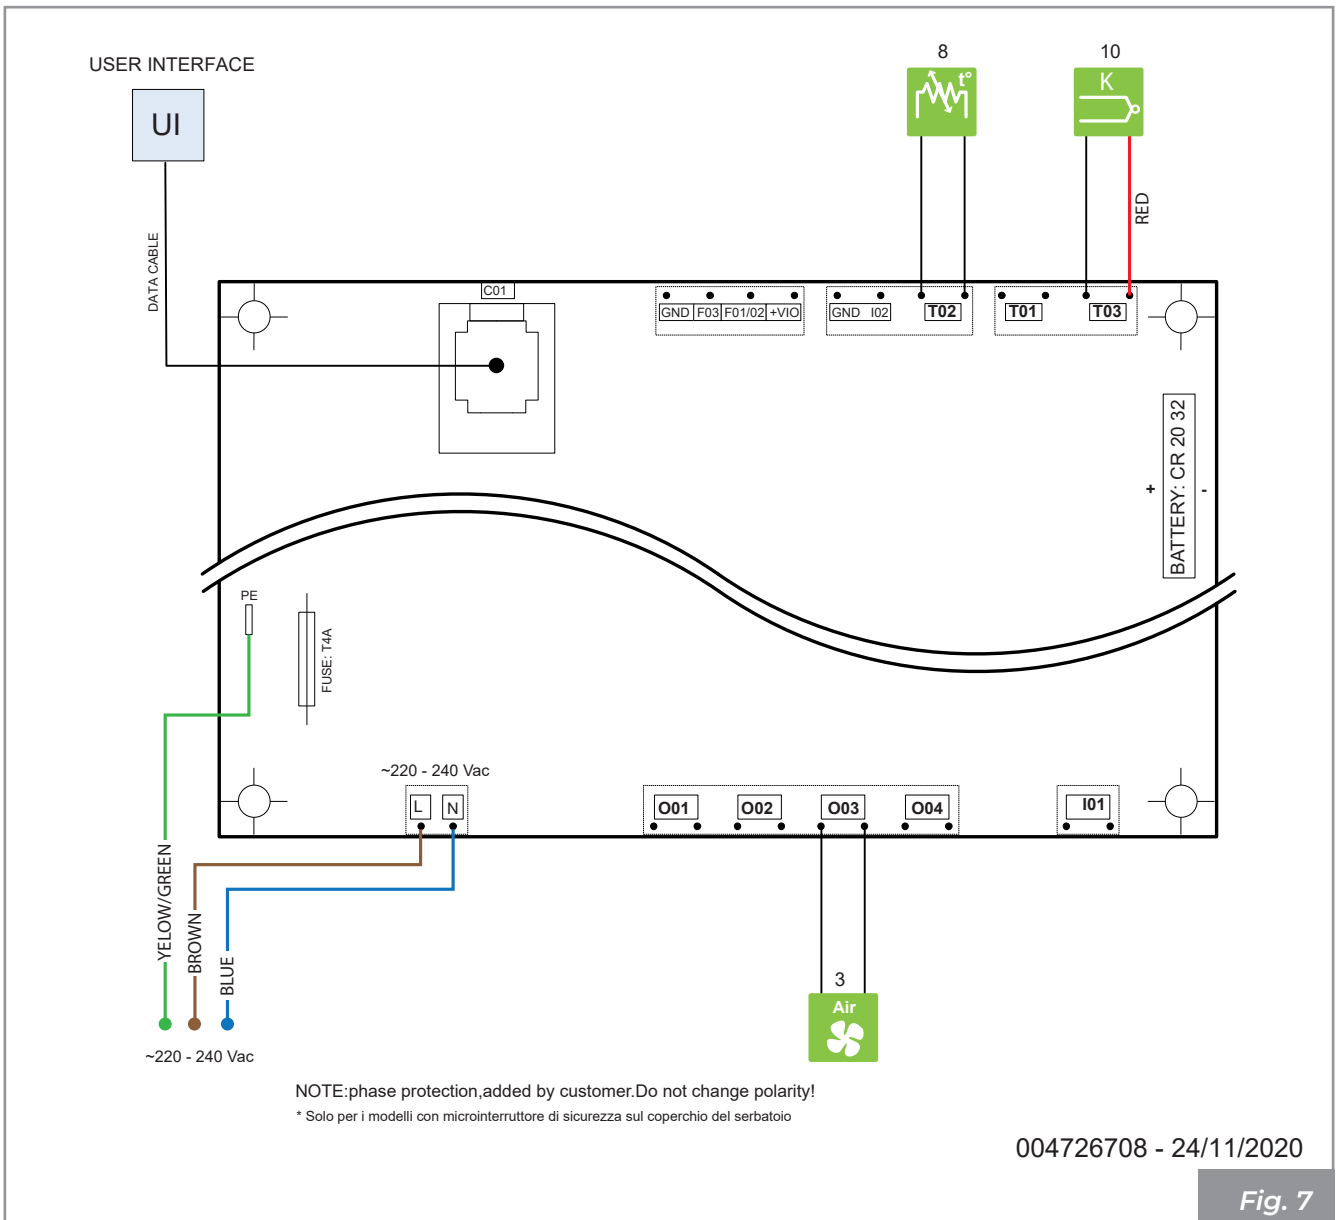 USER INTERFACE
UI
DATA CABLE
8
t°
10
K
RED
C01
GND F03 F01/02 +VIO
GND I02 T02
T01 T03
BATTERY: CR 20 32
+ -
PE
FUSE: T4A
~220 - 240 Vac
L N
O01 O02 O03 O04
I01
YELOW/GREEN
BROWN
BLUE
~220 - 240 Vac
3
Air
NOTE:phase protection,added by customer.Do not change polarity!
* Solo per i modelli con microinterruttore di sicurezza sul coperchio del serbatoio
004726708 - 24/11/2020
Fig. 7